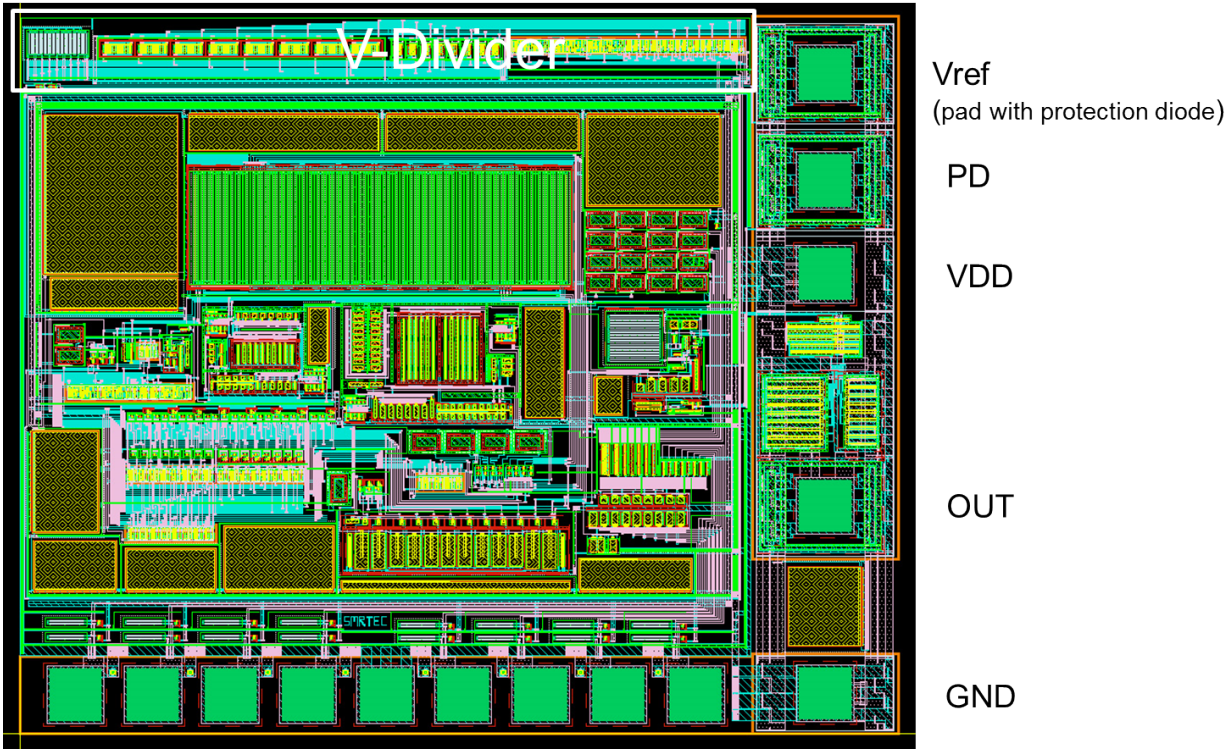 V-Divider
Vref
(pad with protection diode)
PD
VDD
OUT
SMRTEC
GND